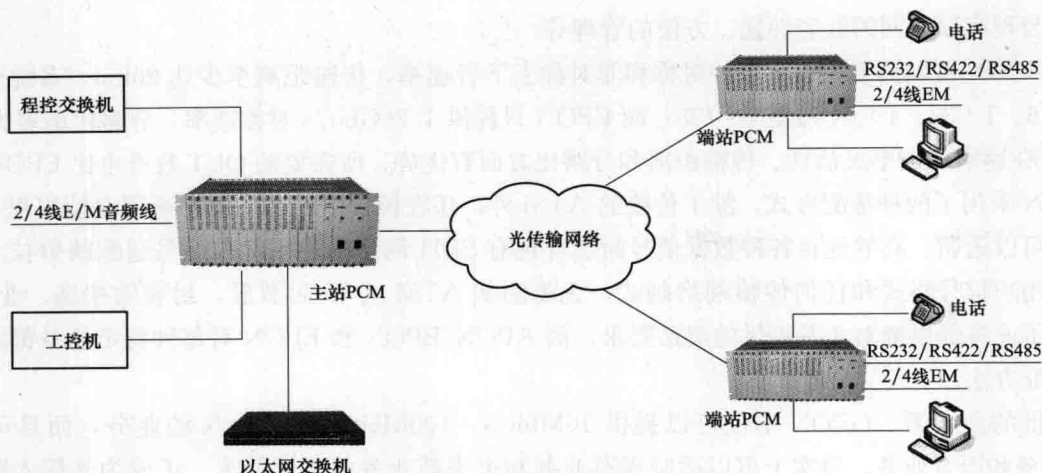 程控交换机
2/4线E/M音频线
主站PCM
工控机
以太网交换机
光传输网络
电话
RS232/RS422/RS485
2/4线EM
端站PCM
电话
RS232/RS422/RS485
2/4线EM
端站PCM